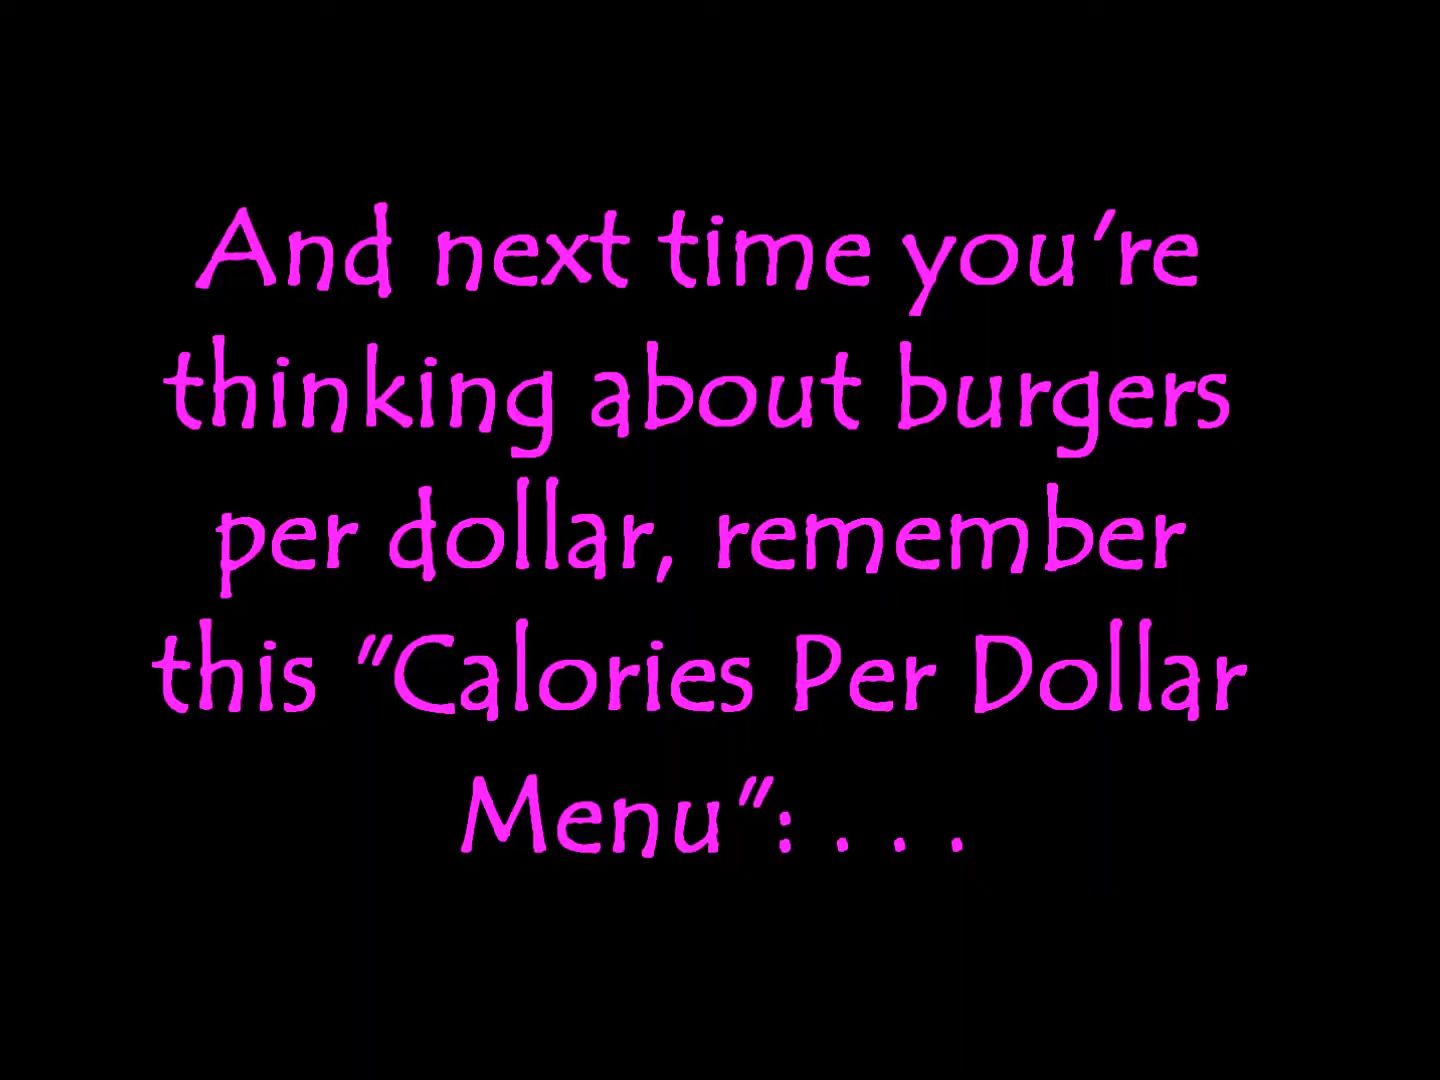 And next time you're
thinking about burgers
per dollar, remember
this "Calories Per Dollar
Menu": . . .